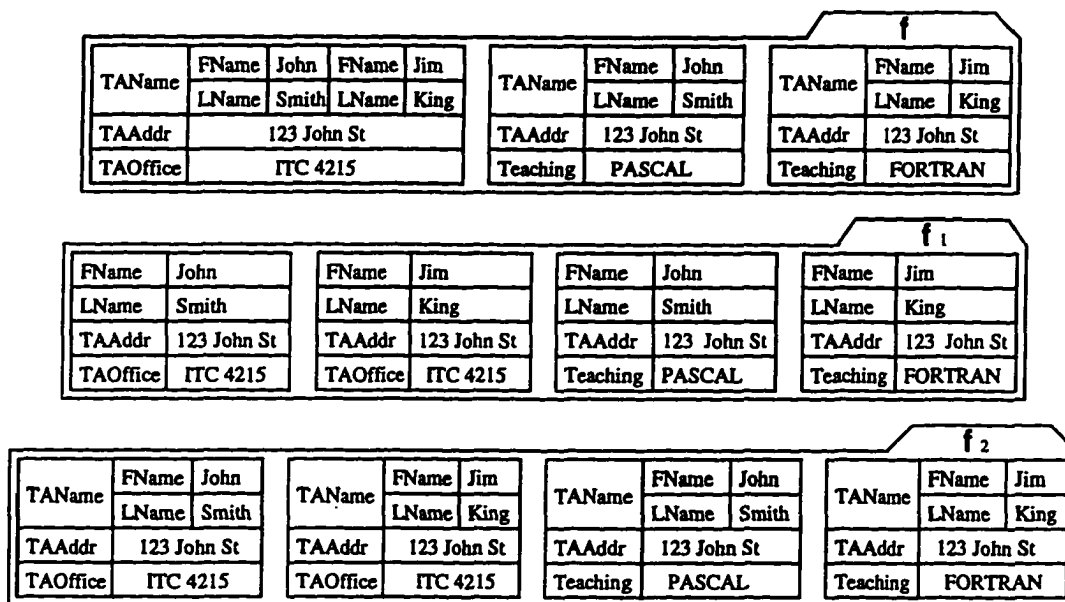 f
TAName FName John FName Jim
LName Smith LName King
TAAddr 123 John St
TAOffice ITC 4215
TAName FName John
LName Smith
TAAddr 123 John St
Teaching PASCAL
TAName FName Jim
LName King
TAAddr 123 John St
Teaching FORTRAN
f 1
FName John
LName Smith
TAAddr 123 John St
TAOffice ITC 4215
FName Jim
LName King
TAAddr 123 John St
TAOffice ITC 4215
FName John
LName Smith
TAAddr 123 John St
Teaching PASCAL
FName Jim
LName King
TAAddr 123 John St
Teaching FORTRAN
f 2
TAName FName John
LName Smith
TAAddr 123 John St
TAOffice ITC 4215
TAName FName Jim
LName King
TAAddr 123 John St
TAOffice ITC 4215
TAName FName John
LName Smith
TAAddr 123 John St
Teaching PASCAL
TAName FName Jim
LName King
TAAddr 123 John St
Teaching FORTRAN